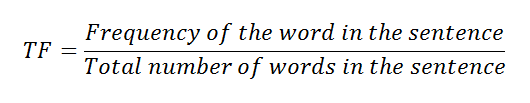 TF = Frequency of the word in the sentence
Total number of words in the sentence